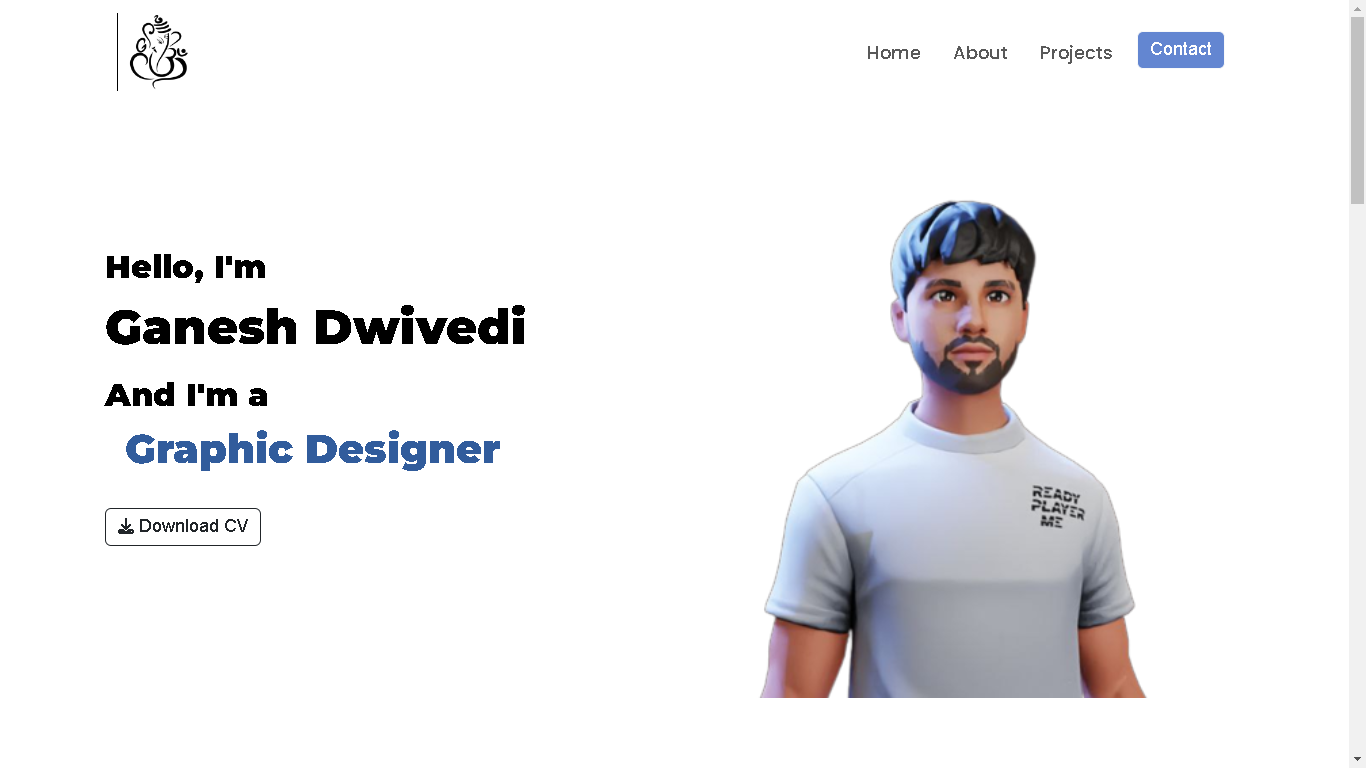 Home About Projects Contact
Hello, I'm
Ganesh Dwivedi
And I'm a
Graphic Designer
Download CV
READY
PLAYER
ME